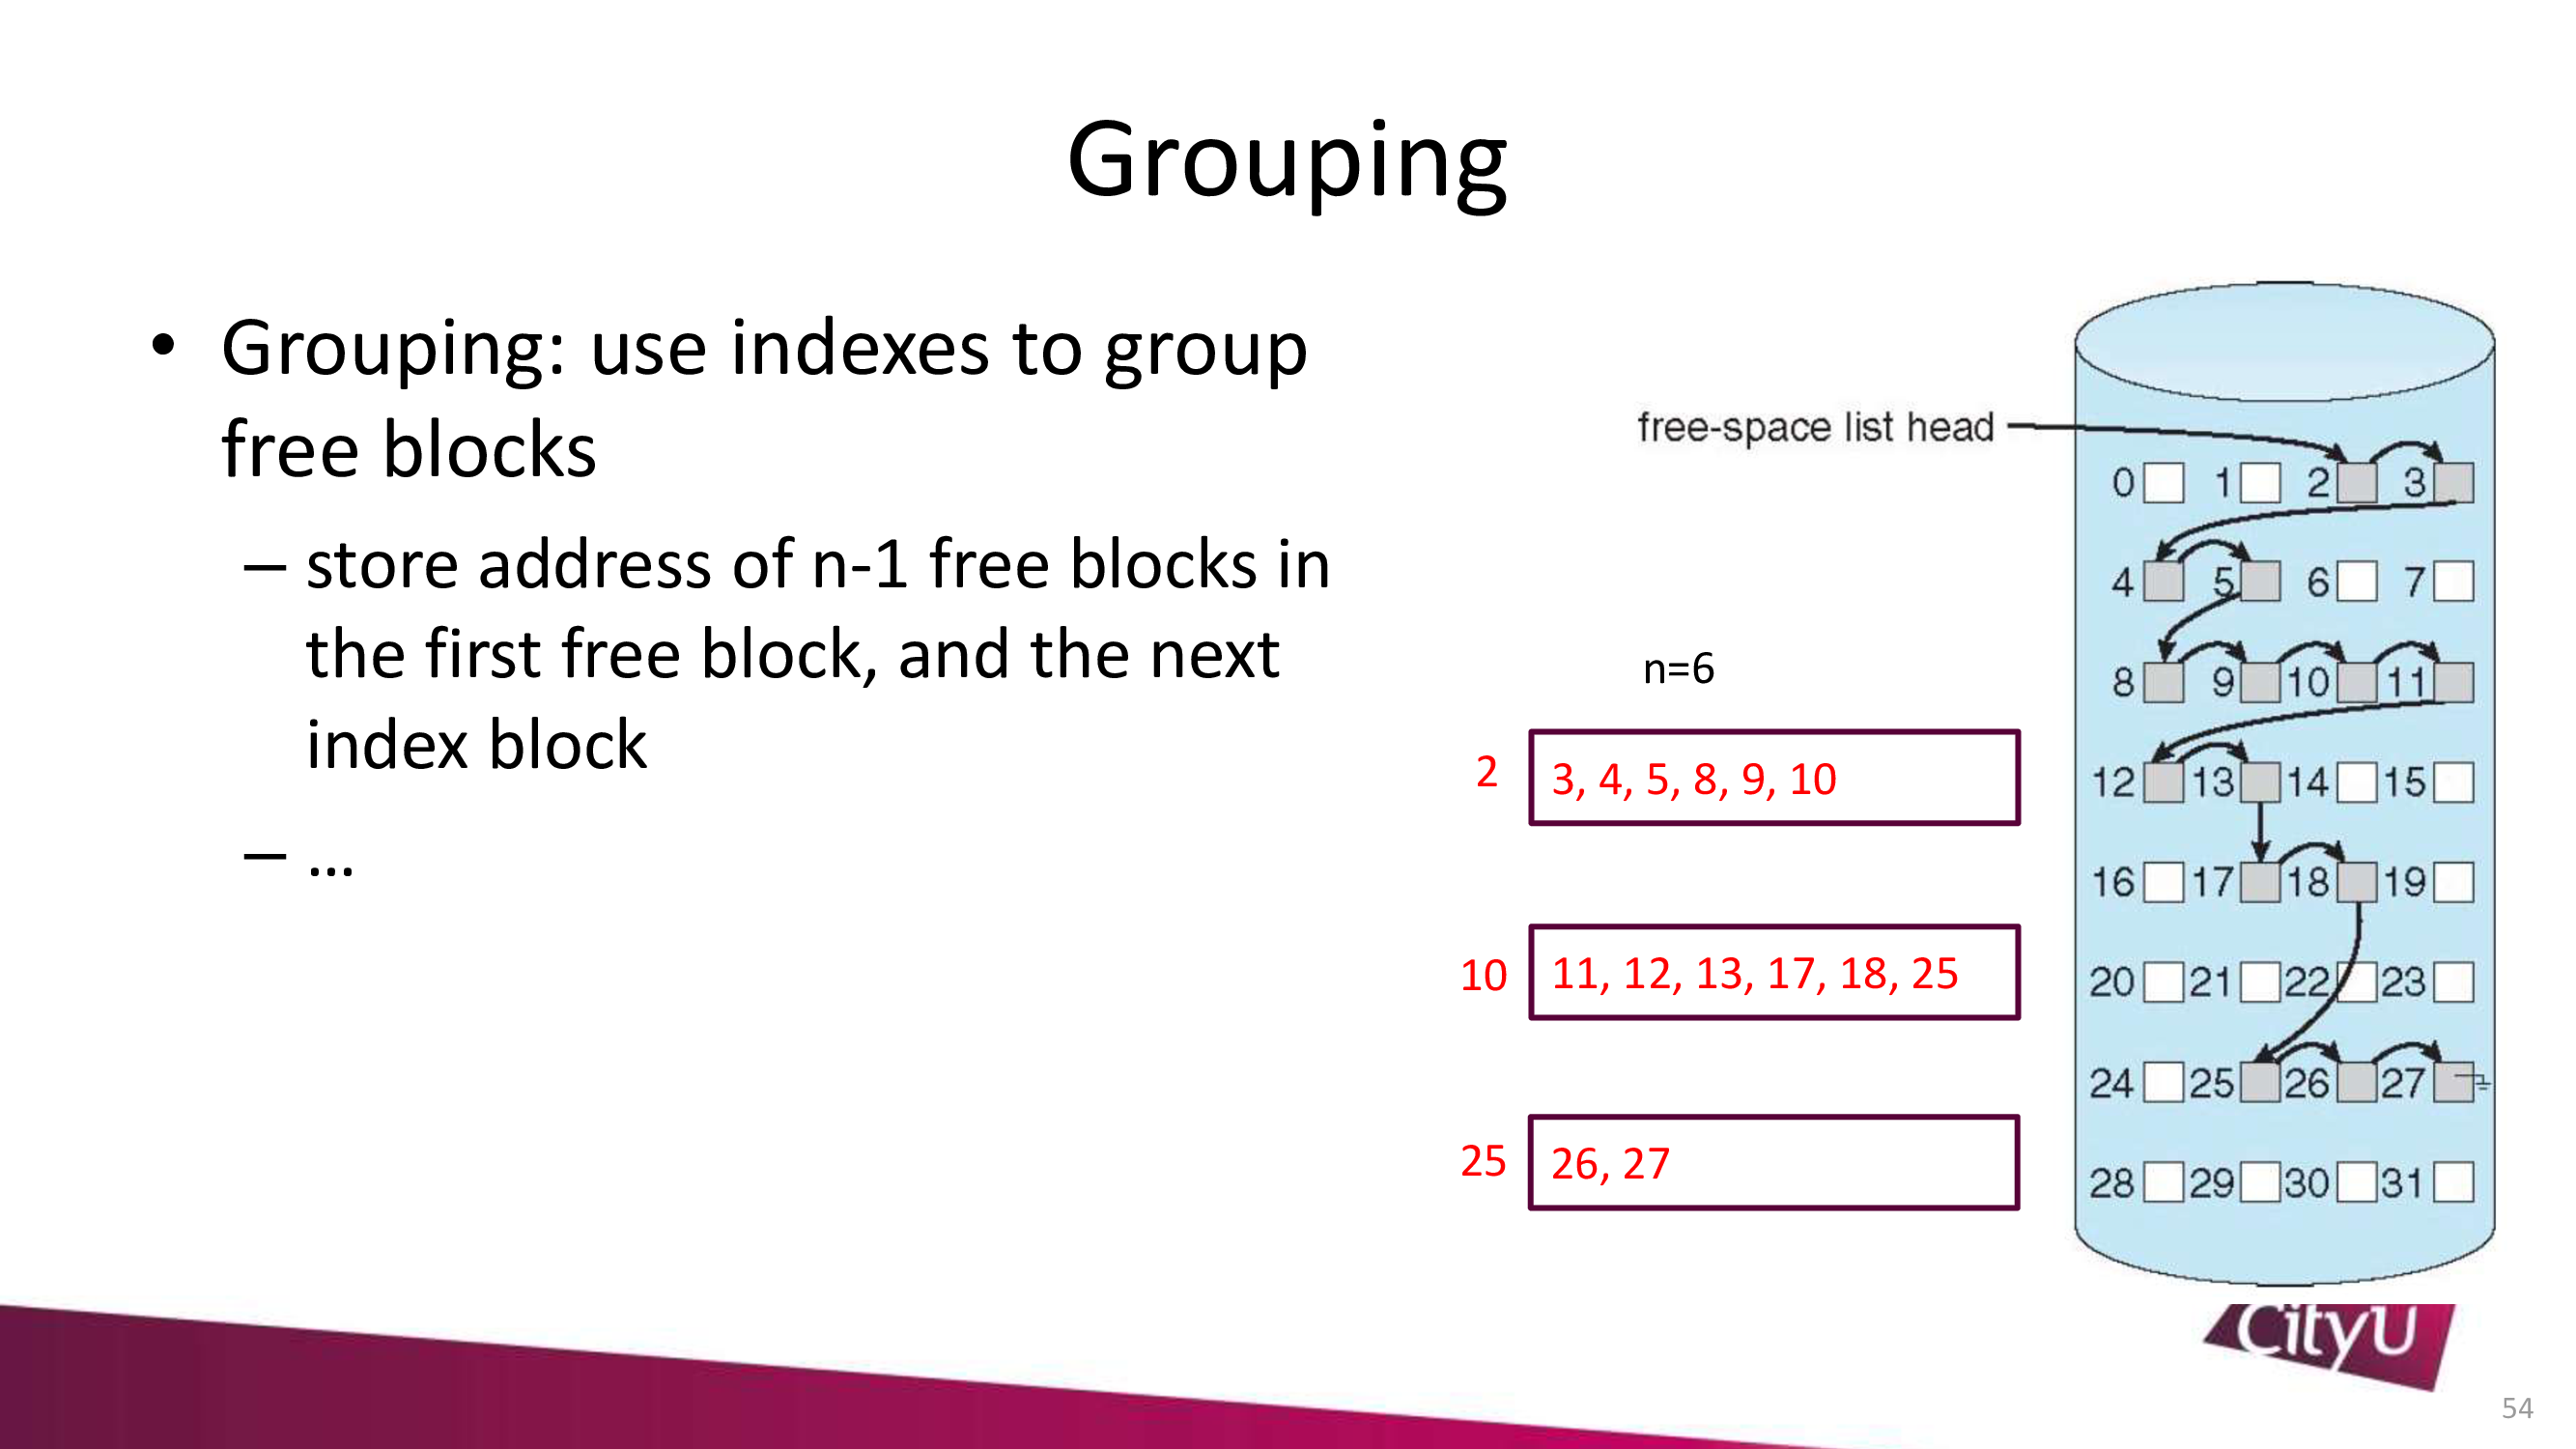 Grouping
• Grouping: use indexes to group
free blocks
– store address of n-1 free blocks in
the first free block, and the next
index block
– ...
free-space list head
n=6
2 3, 4, 5, 8, 9, 10
10 11, 12, 13, 17, 18, 25
25 26, 27
0 1 2 3
4 5 6 7
8 9 10 11
12 13 14 15
16 17 18 19
20 21 22 23
24 25 26 27
28 29 30 31
CityU
54